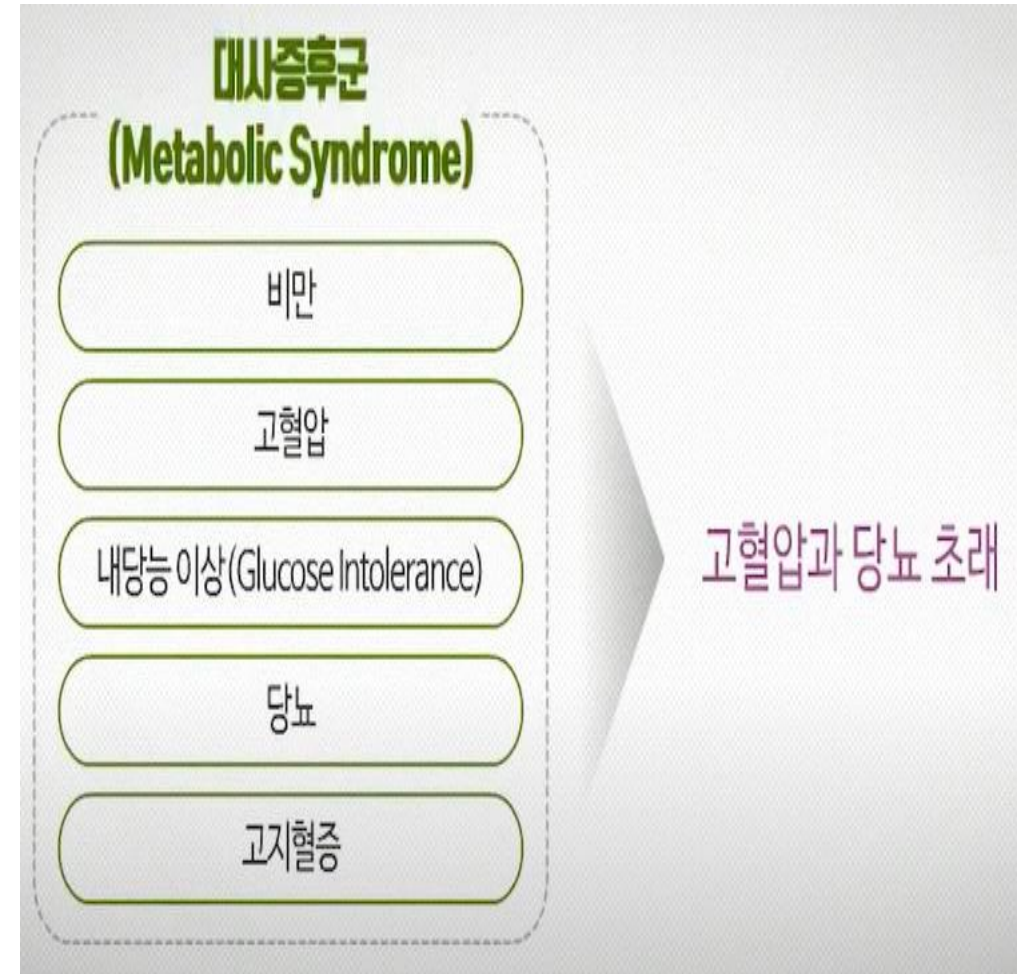 대사증후군
(Metabolic Syndrome)
비만
고혈압
내당능 이상(Glucose Intolerance)
당뇨
고지혈증
고혈압과 당뇨 초래